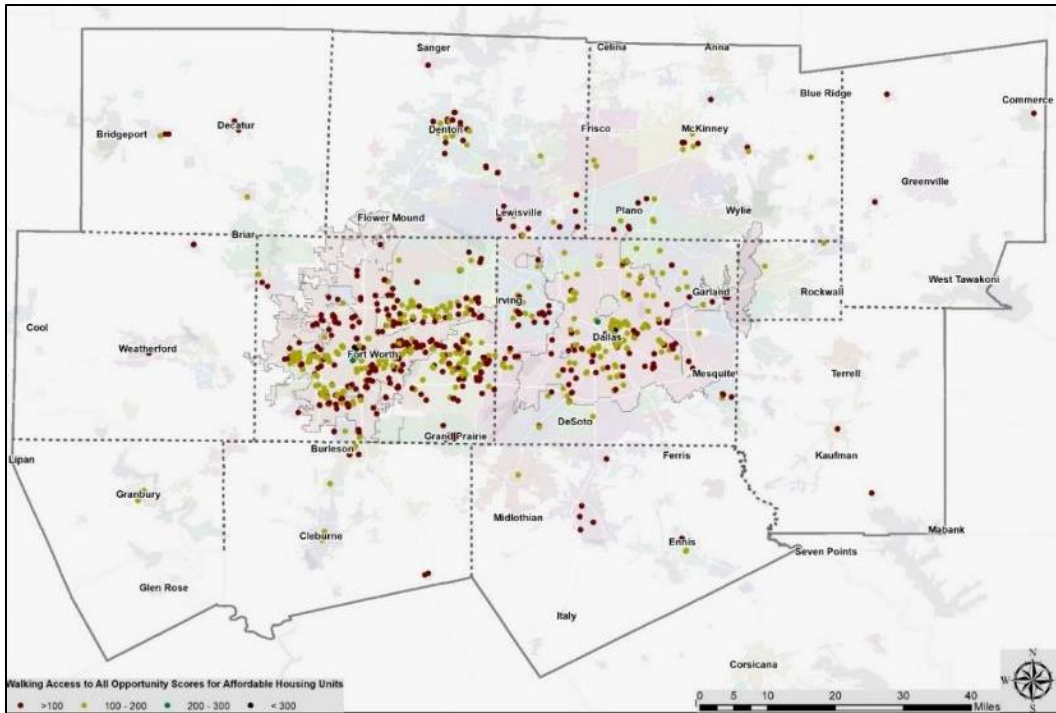 Sanger
Celina
Anna
Blue Ridge
Commerce
Bridgeport
Decatur
Denton
Frisco
McKinney
Greenville
Flower Mound
Lewisville
Plano
Wylie
Briar
Irving
Garland
Rockwall
West Tawakoni
Cool
Weatherford
Fort Worth
Dallas
Mesquite
Terrell
DeSoto
Grand Prairie
Lipan
Burleson
Ferris
Kaufman
Granbury
Midlothian
Mabank
Cleburne
Ennis
Seven Points
Glen Rose
Italy
Corsicana
N
W
E
S
Walking Access to All Opportunity Scores for Affordable Housing Units
>100 100 - 200 200 - 300 < 300
0 5 10 20 30 40
Miles